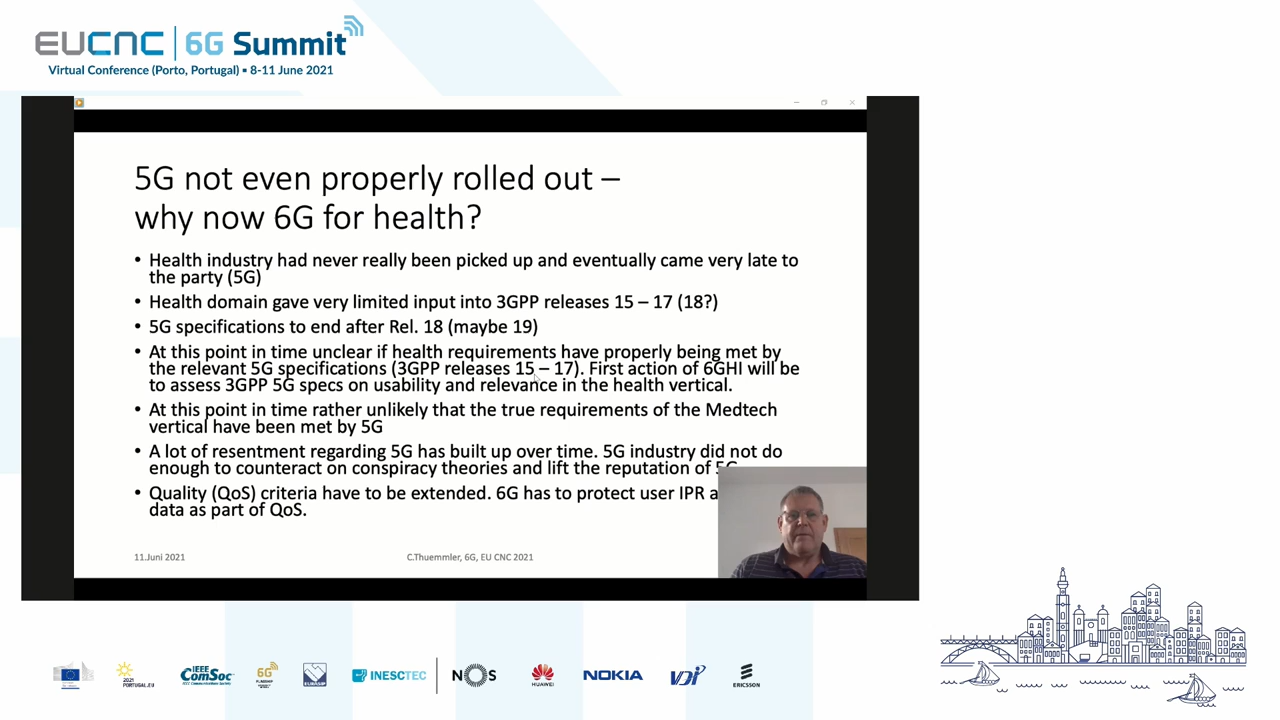 EUCNC 6G Summit
Virtual Conference (Porto, Portugal) • 8-11 June 2021
5G not even properly rolled out –
why now 6G for health?
• Health industry had never really been picked up and eventually came very late to
the party (5G)
• Health domain gave very limited input into 3GPP releases 15 – 17 (18?)
• 5G specifications to end after Rel. 18 (maybe 19)
• At this point in time unclear if health requirements have properly being met by
the relevant 5G specifications (3GPP releases 15 – 17). First action of 6GHI will be
to assess 3GPP 5G specs on usability and relevance in the health vertical.
• At this point in time rather unlikely that the true requirements of the Medtech
vertical have been met by 5G
• A lot of resentment regarding 5G has built up over time. 5G industry did not do
enough to counteract on conspiracy theories and lift the reputation of 5G
• Quality (QoS) criteria have to be extended. 6G has to protect user IPR
data as part of QoS.
11.Juni 2021
C.Thuemmler, 6G, EU CNC 2021
2021 PORTUGAL.EU
IEEE ComSoc
6G FLAGSHIP
EURASIP
INESCTEC
NOS
HUAWEI
NOKIA
VDI
ERICSSON